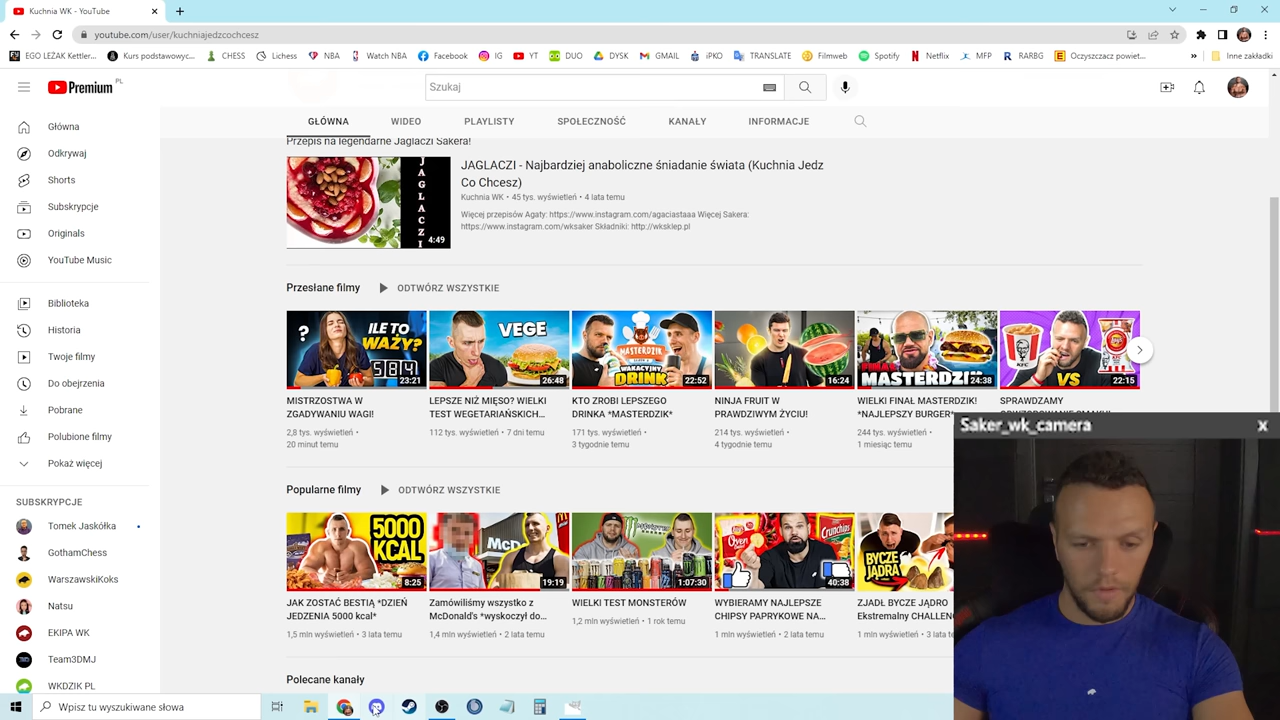 Kuchnia WK - YouTube
youtube.com/user/kuchniajedzcochcesz
EGO LEŻAK Kettler...
Kurs podstawowyc...
CHESS
Lichess
NBA
Watch NBA
Facebook
IG
YT
DUO
DYSK
GMAIL
iPKO
TRANSLATE
Filmweb
Spotify
Netflix
MFP
RARBG
Oczyszczacz powiet...
»
Inne zakładki
Premium PL
Szukaj
GŁÓWNA
WIDEO
PLAYLISTY
SPOŁECZNOŚĆ
KANAŁY
INFORMACJE
Główna
Odkrywaj
Shorts
Subskrypcje
Originals
YouTube Music
Biblioteka
Historia
Twoje filmy
Do obejrzenia
Pobrane
Polubione filmy
Pokaż więcej
SUBSKRYPCJE
Tomek Jaskółka
GothamChess
WarszawskiKoks
Natsu
EKIPA WK
Team3DMJ
WKDZIK PL
Przepis na legendarne Jaglaczi Sakera!
JAGLACZI
4:49
JAGLACZI - Najbardziej anaboliczne śniadanie świata (Kuchnia Jedz
Co Chcesz)
Kuchnia WK • 45 tys. wyświetleń • 4 lata temu
Więcej przepisów Agaty: https://www.instagram.com/agaciastaaa Więcej Sakera:
https://www.instagram.com/wksaker Składniki: http://wksklep.pl
Przesłane filmy
ODTWÓRZ WSZYSTKIE
?
ILE TO
WAŻY?
584
23:21
MISTRZOSTWA W
ZGADYWANIU WAGI!
2,8 tys. wyświetleń •
20 minut temu
VEGE
26:48
LEPSZE NIŻ MIĘSO? WIELKI
TEST WEGETARIAŃSKICH...
112 tys. wyświetleń • 7 dni temu
MASTERDZIK
WAKACYJNY
DRINK
22:52
KTO ZROBI LEPSZEGO
DRINKA *MASTERDZIK*
171 tys. wyświetleń •
3 tygodnie temu
16:24
NINJA FRUIT W
PRAWDZIWYM ŻYCIU!
214 tys. wyświetleń •
4 tygodnie temu
MASTERDZIK
24:38
WIELKI FINAŁ MASTERDZIK!
*NAJLEPSZY BURGER*
244 tys. wyświetleń •
1 miesiąc temu
KFC
VS
22:15
SPRAWDZAMY
Popularne filmy
ODTWÓRZ WSZYSTKIE
5000
KCAL
8:25
JAK ZOSTAĆ BESTIĄ *DZIEŃ
JEDZENIA 5000 kcal*
1,5 mln wyświetleń • 3 lata temu
McD
19:19
Zamówiliśmy wszystko z
McDonald's *wyskoczył do...
1,4 mln wyświetleń • 2 lata temu
1:07:30
WIELKI TEST MONSTERÓW
1,2 mln wyświetleń • 1 rok temu
Crunchips
40:38
WYBIERAMY NAJLEPSZE
CHIPSY PAPRYKOWE NA...
1 mln wyświetleń • 2 lata temu
BYCZE
JĄDRA
ZJADŁ BYCZE JĄDRO
Ekstremalny CHALLEN
1 mln wyświetleń • 3 lata te
Polecane kanały
Saker_wk_camera
x
Wpisz tu wyszukiwane słowa